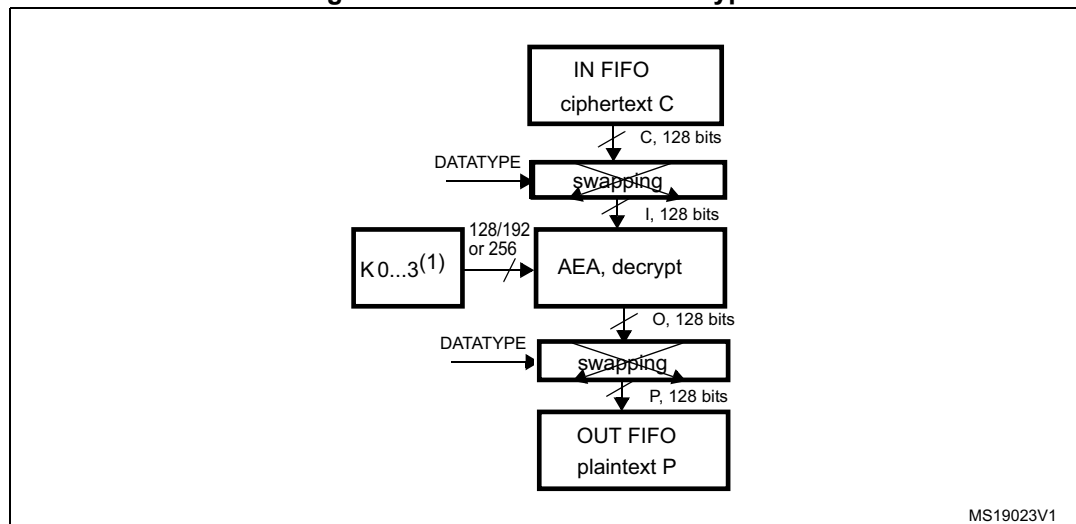 IN FIFO
ciphertext C
C, 128 bits
DATATYPE
swapping
I, 128 bits
128/192
or 256
K 0...3(1)
AEA, decrypt
O, 128 bits
DATATYPE
swapping
P, 128 bits
OUT FIFO
plaintext P
MS19023V1